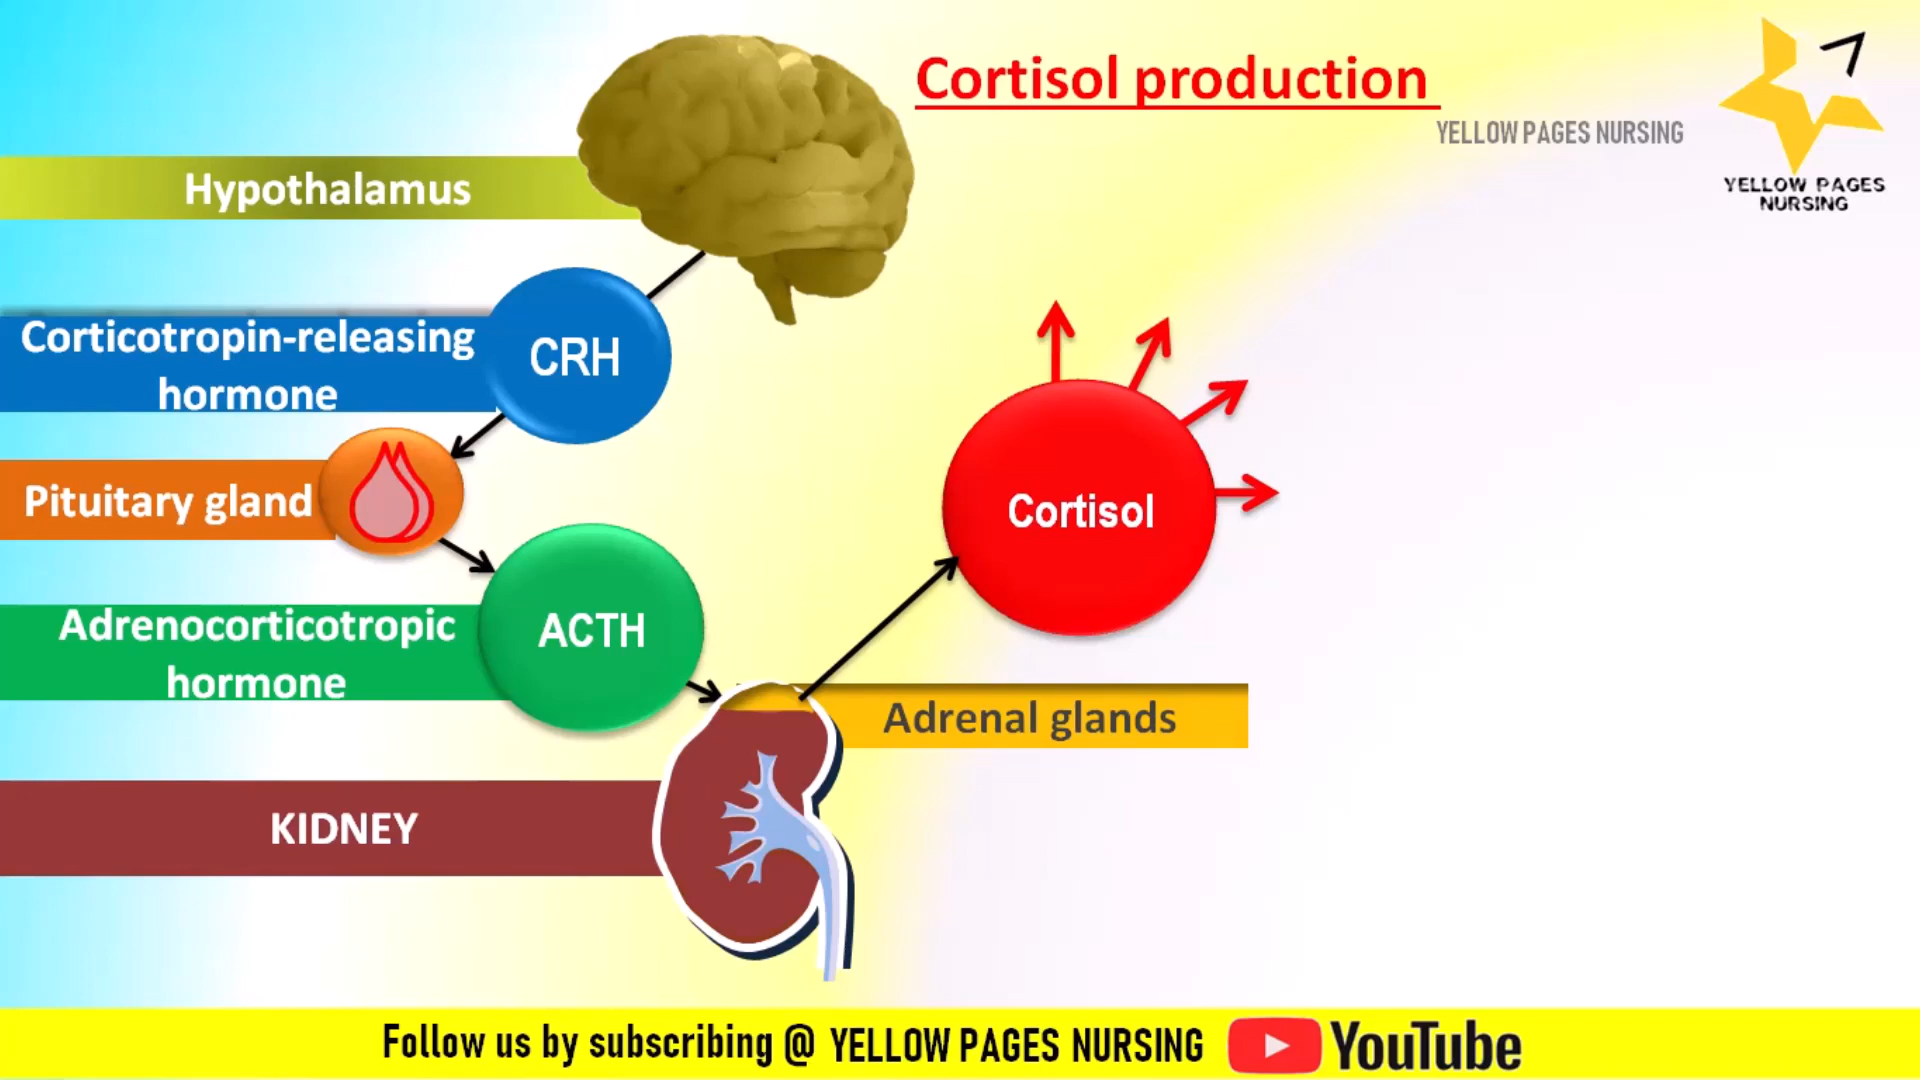 Cortisol production
YELLOW PAGES NURSING
YELLOW PAGES
NURSING
Hypothalamus
Corticotropin-releasing
hormone
CRH
Pituitary gland
Cortisol
Adrenocorticotropic
hormone
ACTH
Adrenal glands
KIDNEY
Follow us by subscribing @ YELLOW PAGES NURSING YouTube